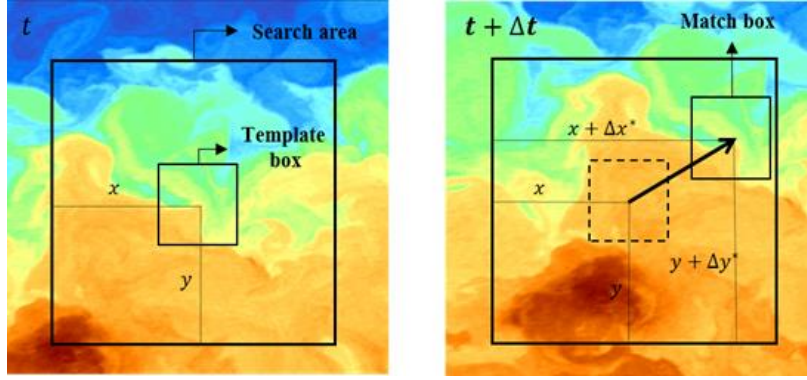 t
Search area
Template
box
x
y
t + Δt
Match box
x + Δx*
x
y + Δy*
y